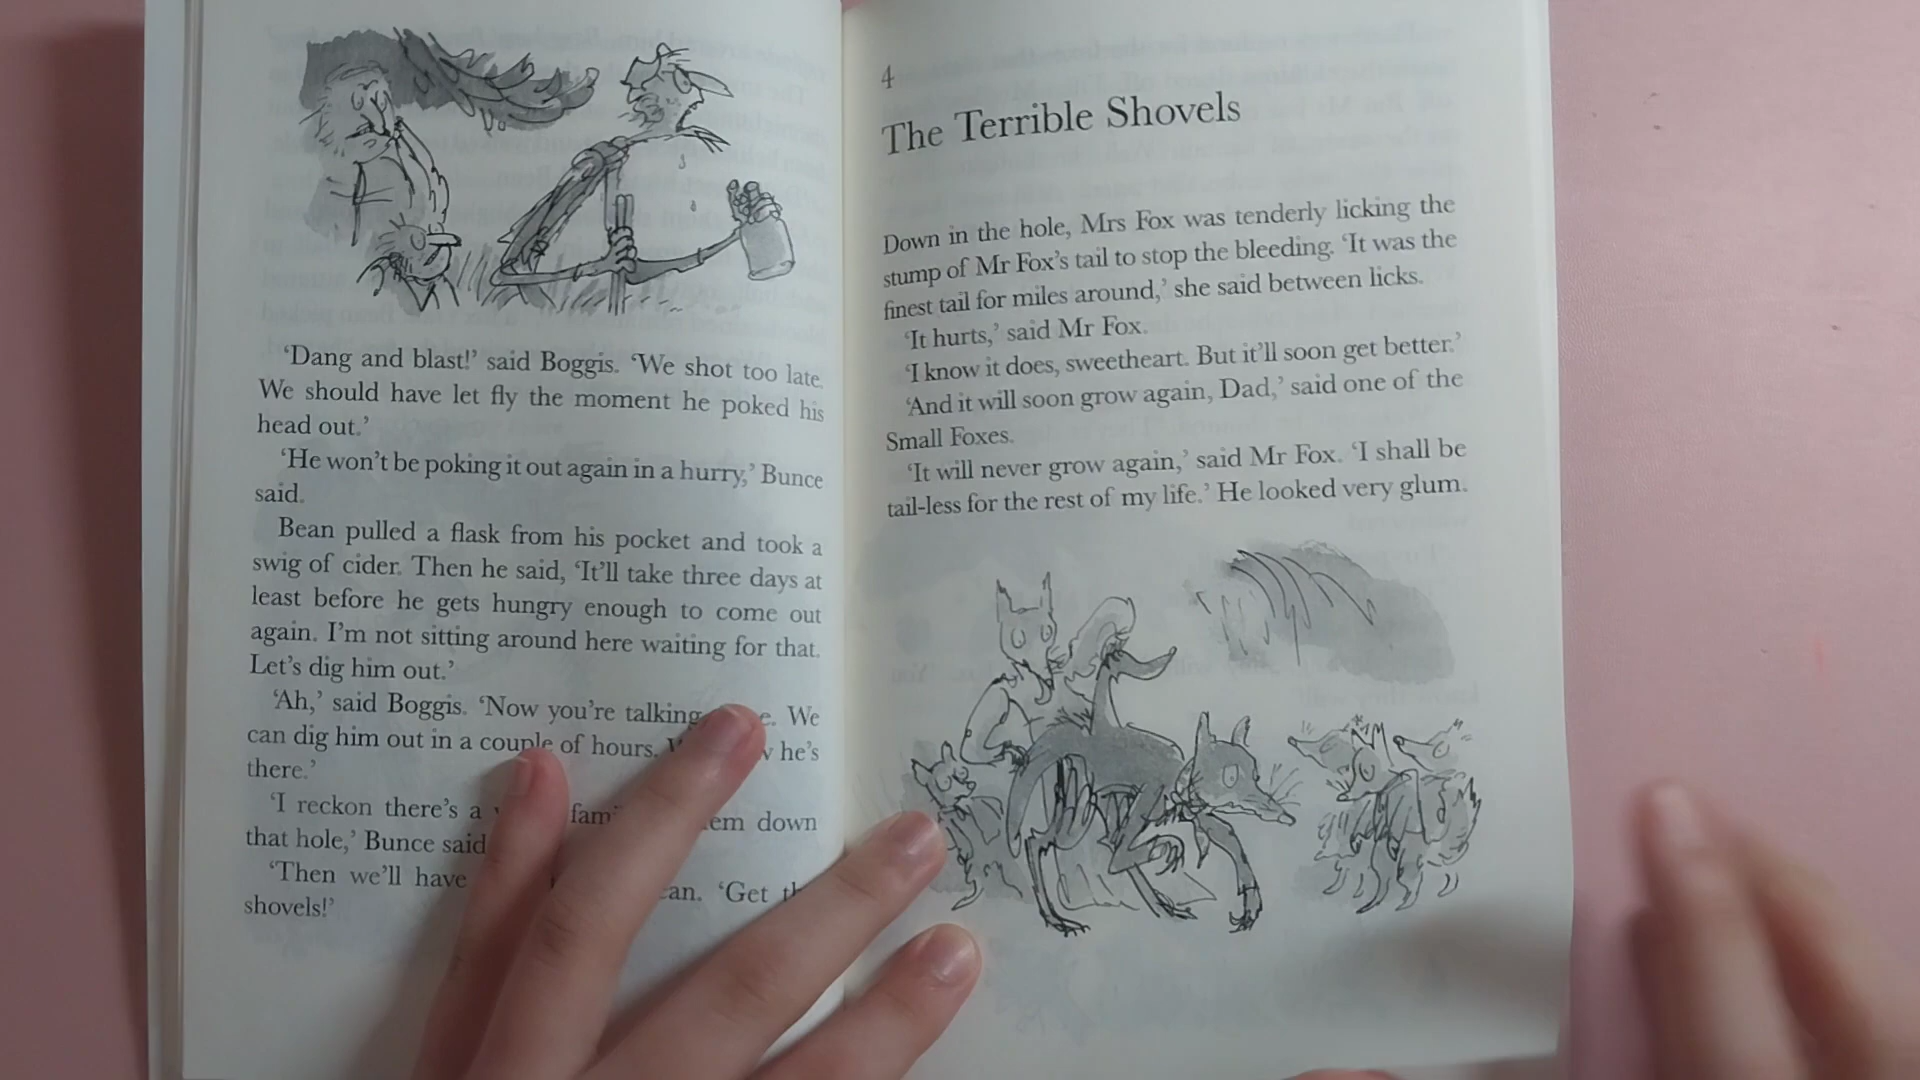 ‘Dang and blast!’ said Boggis. ‘We shot too late.
We should have let fly the moment he poked his
head out.’
‘He won’t be poking it out again in a hurry,’ Bunce
said.
Bean pulled a flask from his pocket and took a
swig of cider. Then he said, ‘It’ll take three days at
least before he gets hungry enough to come out
again. I’m not sitting around here waiting for that.
Let’s dig him out.’
‘Ah,’ said Boggis. ‘Now you’re talking We
can dig him out in a couple of hours. he’s
there.’
‘I reckon there’s a down
that hole,’ Bunce said
‘Then we’ll have ‘Get
shovels!’
4
The Terrible Shovels
Down in the hole, Mrs Fox was tenderly licking the
stump of Mr Fox’s tail to stop the bleeding. ‘It was the
finest tail for miles around,’ she said between licks.
‘It hurts,’ said Mr Fox.
‘I know it does, sweetheart. But it’ll soon get better.’
‘And it will soon grow again, Dad,’ said one of the
Small Foxes.
‘It will never grow again,’ said Mr Fox. ‘I shall be
tail-less for the rest of my life.’ He looked very glum.